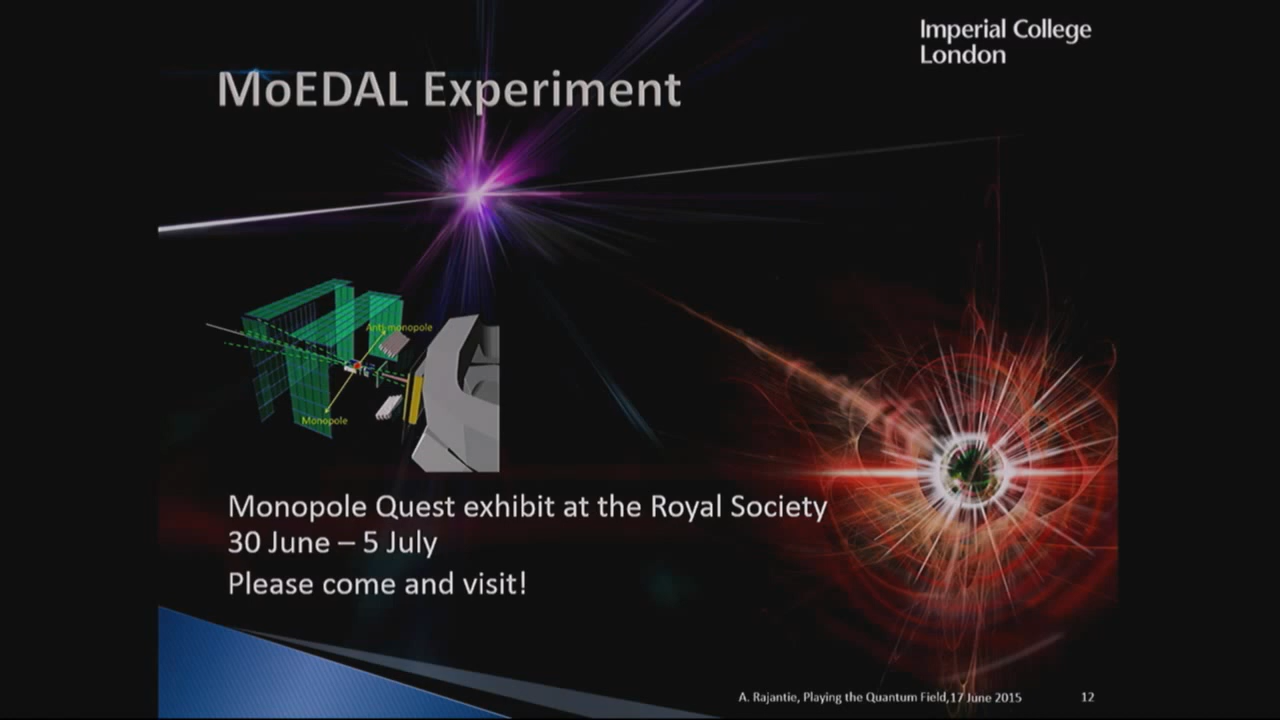 Imperial College
London
MoEDAL Experiment
Anti-monopole
Monopole
Monopole Quest exhibit at the Royal Society
30 June – 5 July
Please come and visit!
A. Rajantie, Playing the Quantum Field, 17 June 2015
12